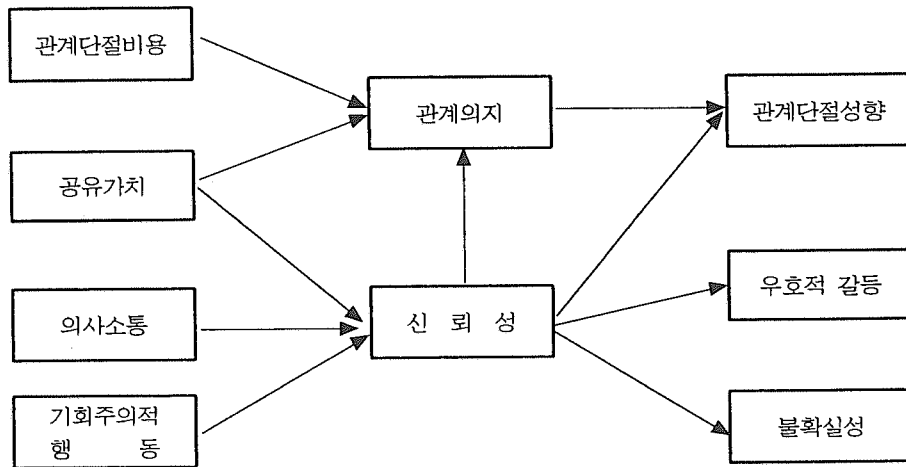 관계단절비용
관계의지
관계단절성향
공유가치
우호적 갈등
의사소통
신 뢰 성
기회주의적
행 동
불확실성